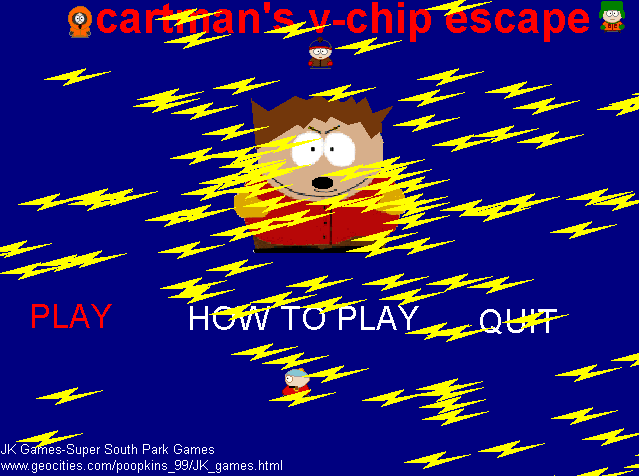 cartman's v-chip escape
PLAY HOW TO PLAY QUIT
JK Games-Super South Park Games
www.geocities.com/poopkins_99/JK_games.html